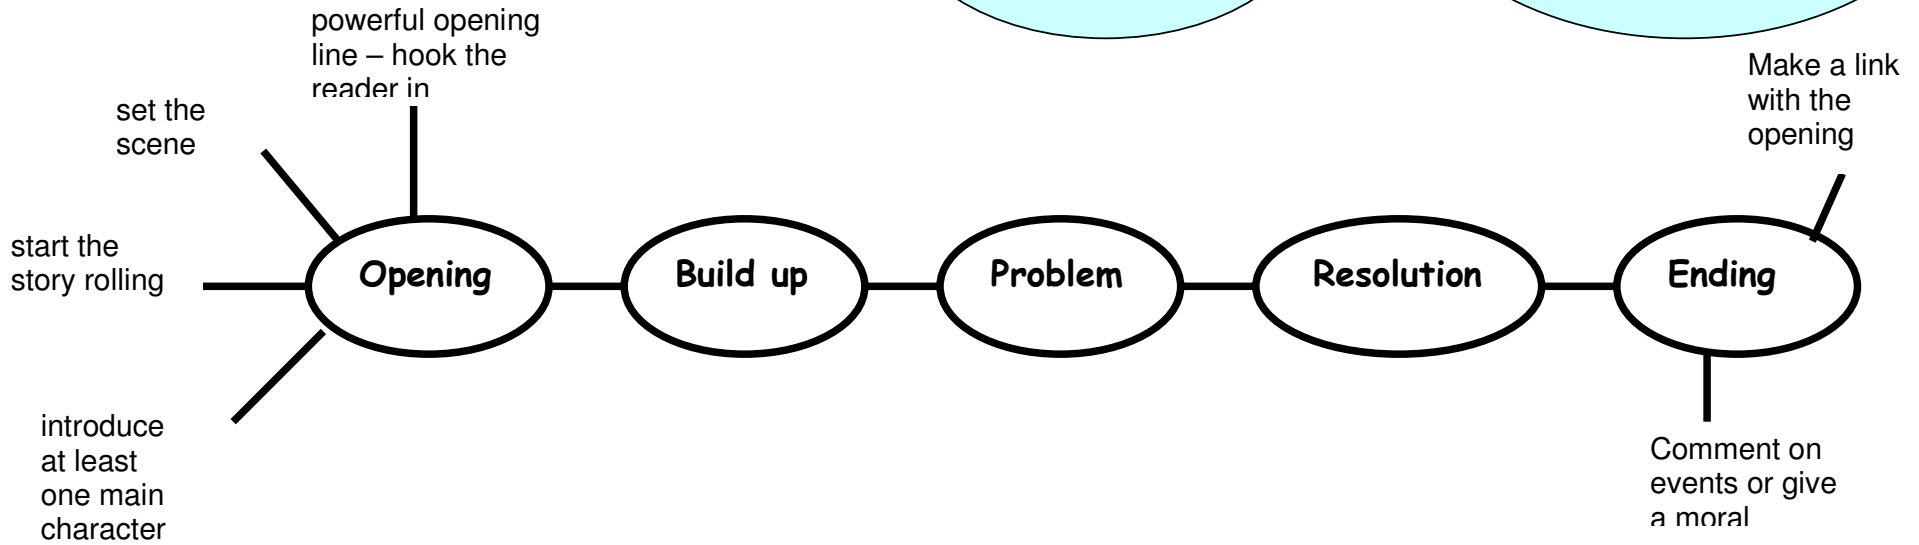 powerful opening
line – hook the
reader in
set the
scene
start the
story rolling
introduce
at least
one main
character
Opening
Build up
Problem
Resolution
Ending
Make a link
with the
opening
Comment on
events or give
a moral